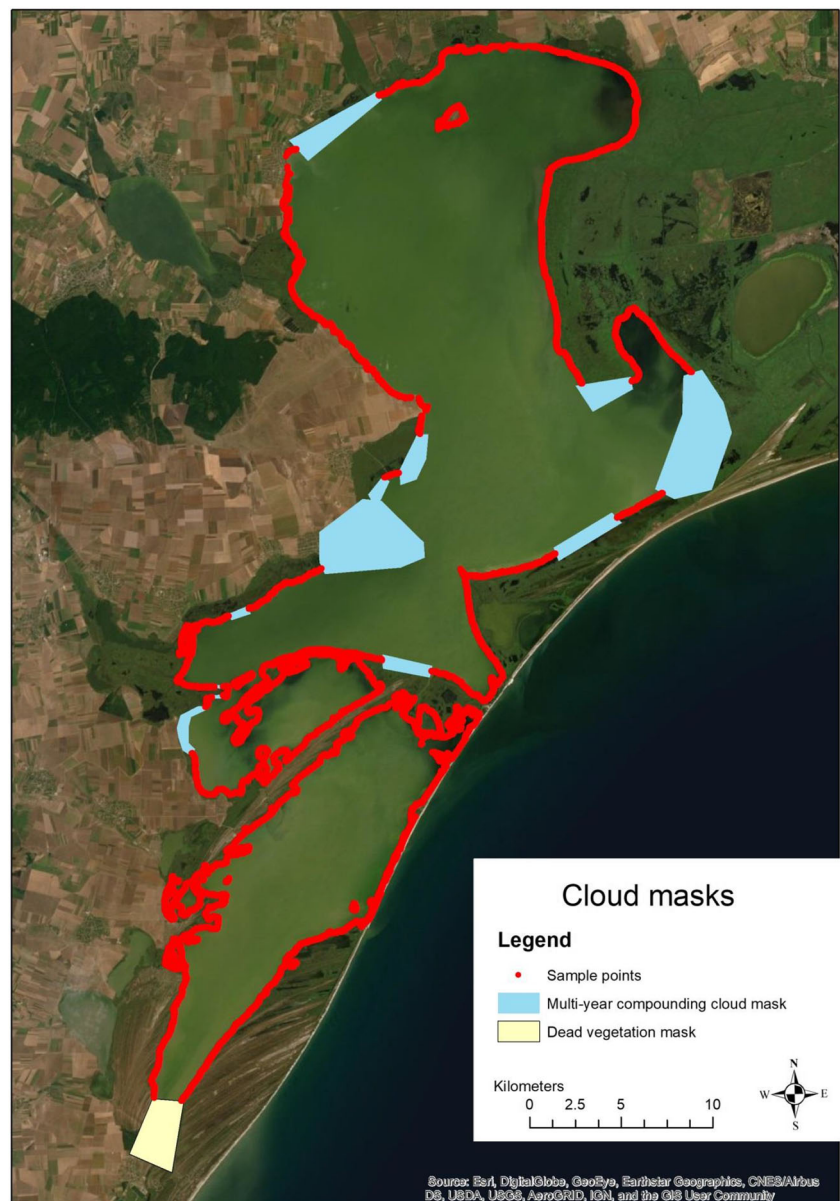 Cloud masks
Legend
Sample points
Multi-year compounding cloud mask
Dead vegetation mask
Kilometers
0 2.5 5 10
N
W E
S
Source: Esri, DigitalGlobe, GeoEye, Earthstar Geographics, CNES/Airbus
DS, USDA, USGS, AeroGRID, IGN, and the GIS User Community